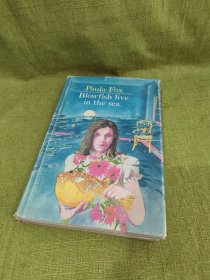 Paula Fox
Blowfish live
in the sea